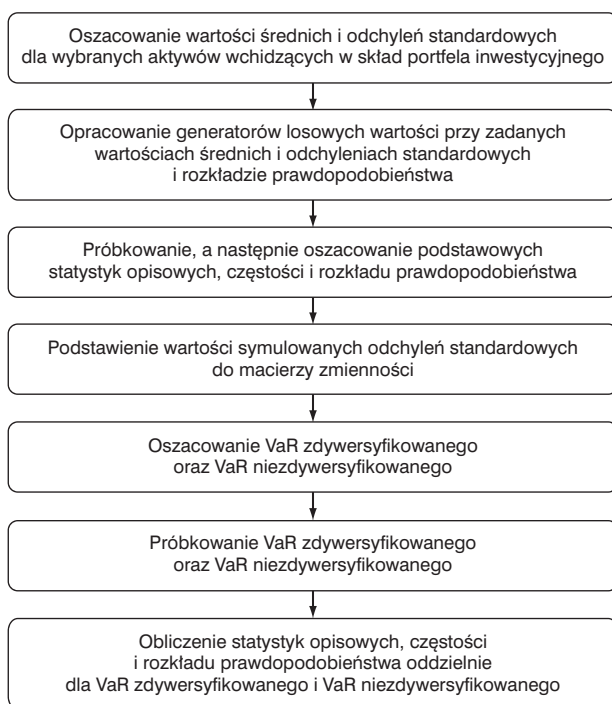 Oszacowanie wartości średnich i odchyleń standardowych
dla wybranych aktywów wchidzących w skład portfela inwestycyjnego
Opracowanie generatorów losowych wartości przy zadanych
wartościach średnich i odchyleniach standardowych
i rozkładzie prawdopodobieństwa
Próbkowanie, a następnie oszacowanie podstawowych
statystyk opisowych, częstości i rozkładu prawdopodobieństwa
Podstawienie wartości symulowanych odchyleń standardowych
do macierzy zmienności
Oszacowanie VaR zdywersyfikowanego
oraz VaR niezdywersyfikowanego
Próbkowanie VaR zdywersyfikowanego
oraz VaR niezdywersyfikowanego
Obliczenie statystyk opisowych, częstości
i rozkładu prawdopodobieństwa oddzielnie
dla VaR zdywersyfikowanego i VaR niezdywersyfikowanego